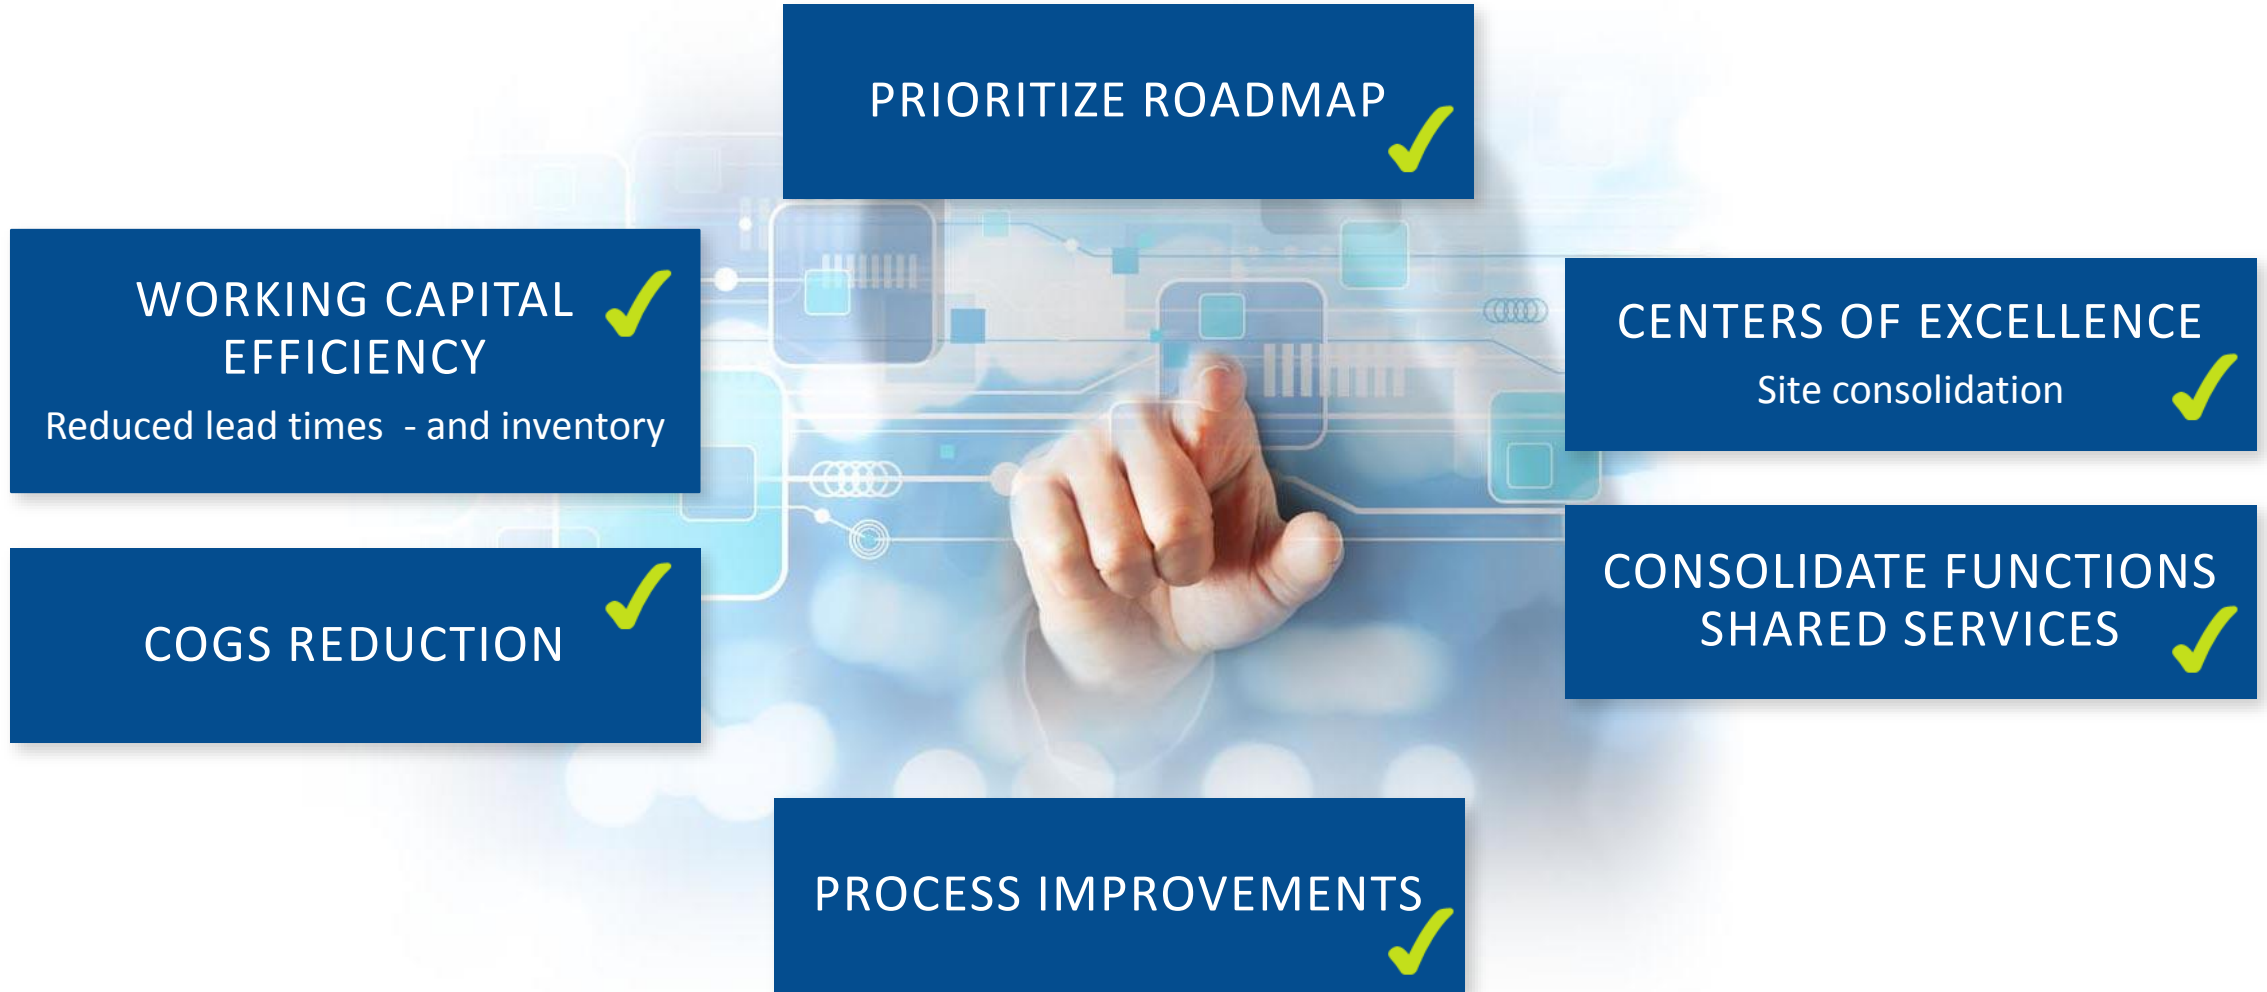 PRIORITIZE ROADMAP
WORKING CAPITAL
EFFICIENCY
Reduced lead times  - and inventory
CENTERS OF EXCELLENCE
Site consolidation
COGS REDUCTION
CONSOLIDATE FUNCTIONS
SHARED SERVICES
PROCESS IMPROVEMENTS